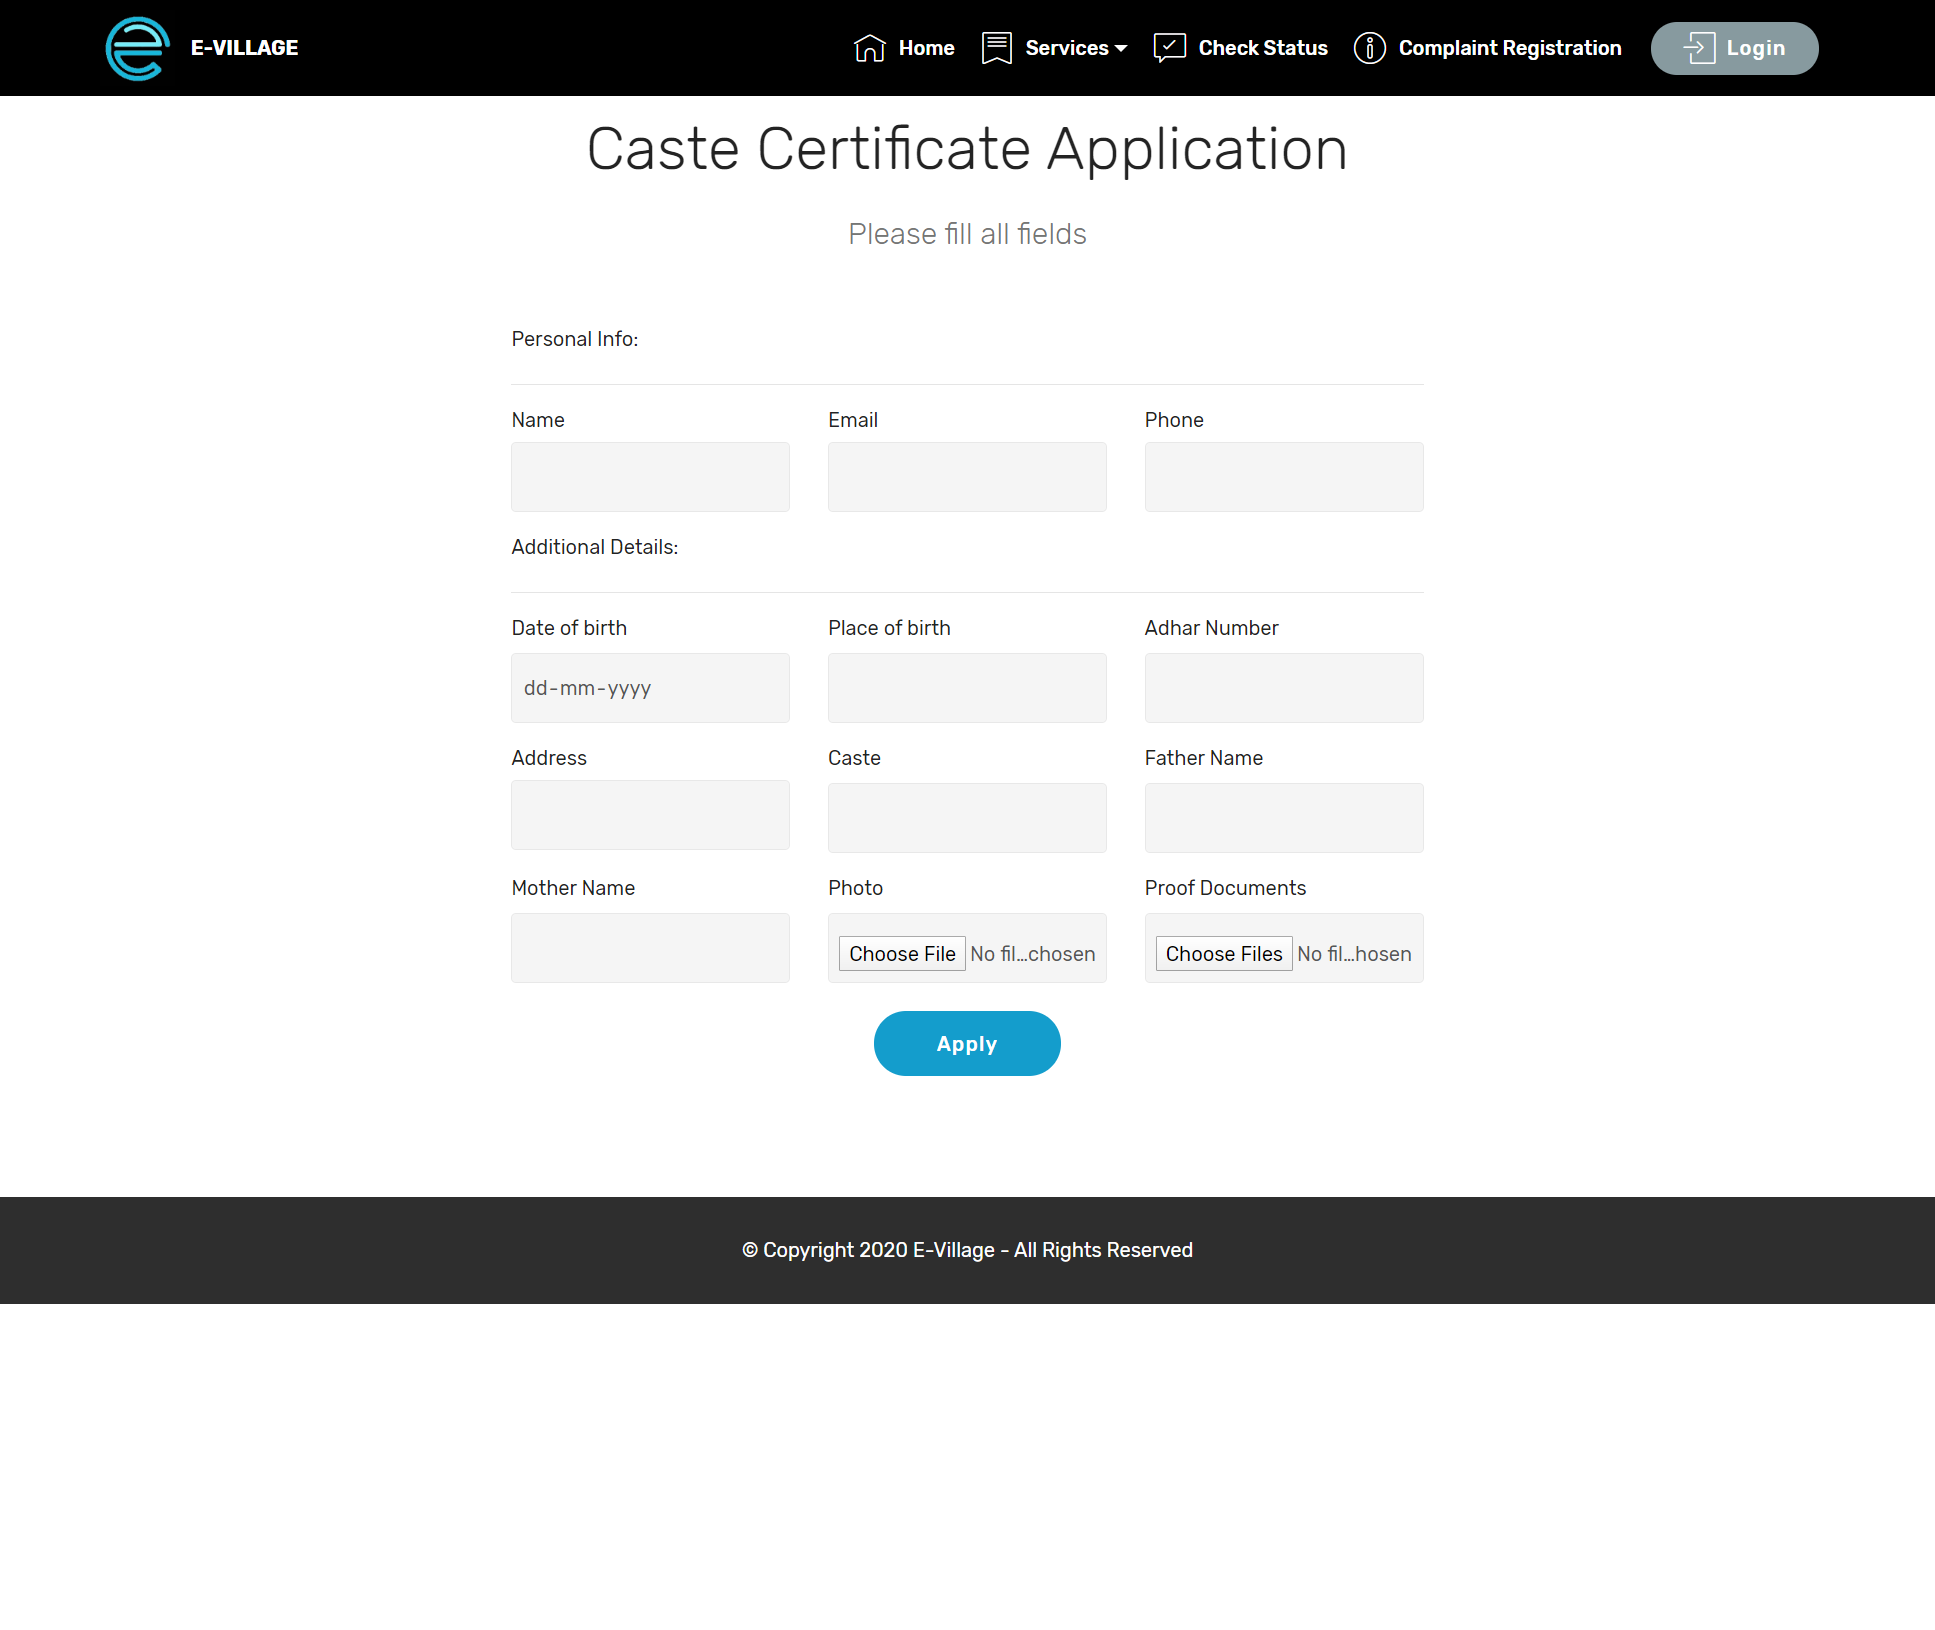 E-VILLAGE
Home Services Check Status Complaint Registration Login
Caste Certificate Application
Please fill all fields
Personal Info:
Name Email Phone
Additional Details:
Date of birth Place of birth Adhar Number
dd-mm-yyyy
Address Caste Father Name
Mother Name Photo Proof Documents
Choose File No fil...chosen Choose Files No fil...hosen
Apply
© Copyright 2020 E-Village - All Rights Reserved